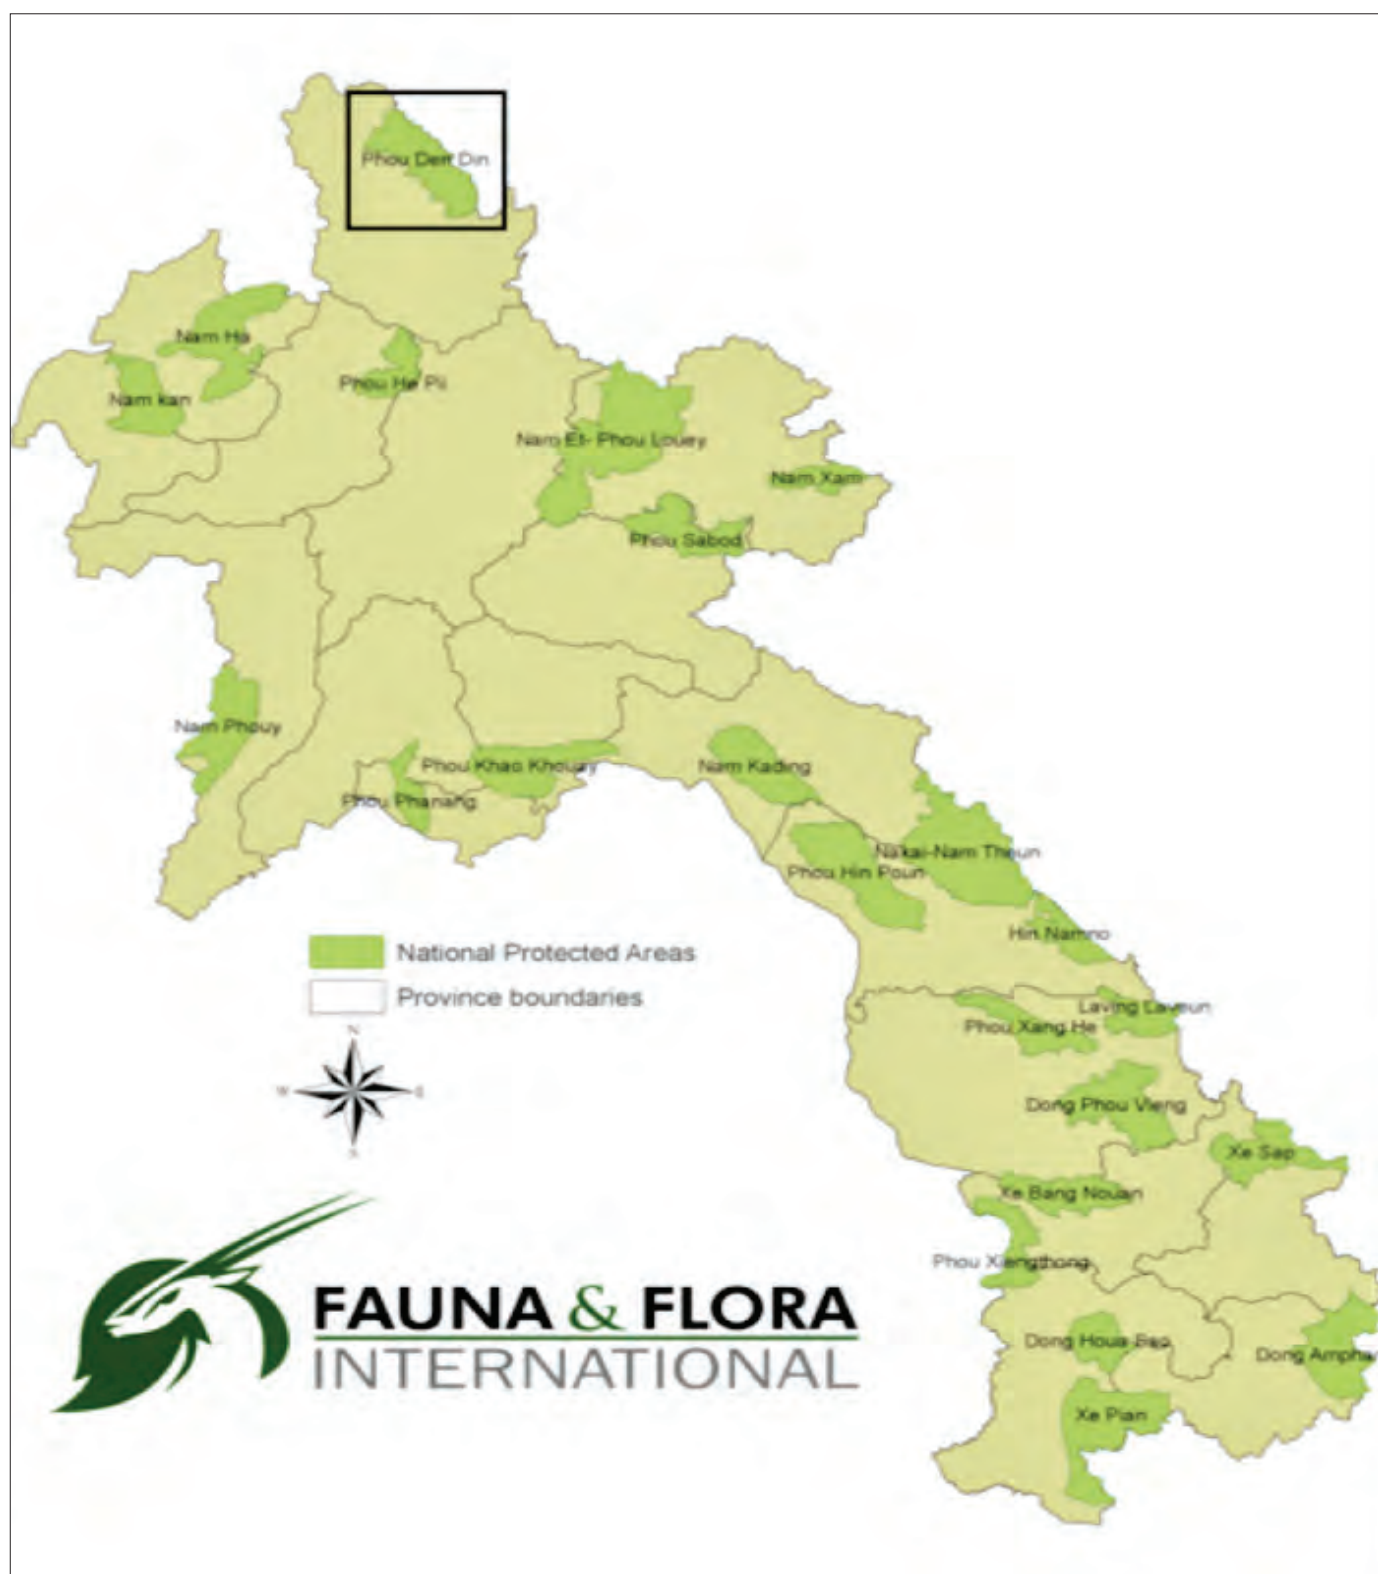 Phou Den Din
Nam Ha
Phou He Pi
Nam kan
Nam Et- Phou Louey
Nam Xam
Phou Sabod
Nam Phouy
Phou Khao Khouay
Nam Kading
Phou Phanang
Nakai-Nam Theun
Phou Hin Poun
Hin Namno
National Protected Areas
Province boundaries
Laving Laveun
Phou Xang He
N
W
E
S
Dong Phou Vieng
Xe Sap
Xe Bang Nouan
Phou Xiengthong
FAUNA & FLORA
INTERNATIONAL
Dong Houa Sao
Dong Amphan
Xe Pian